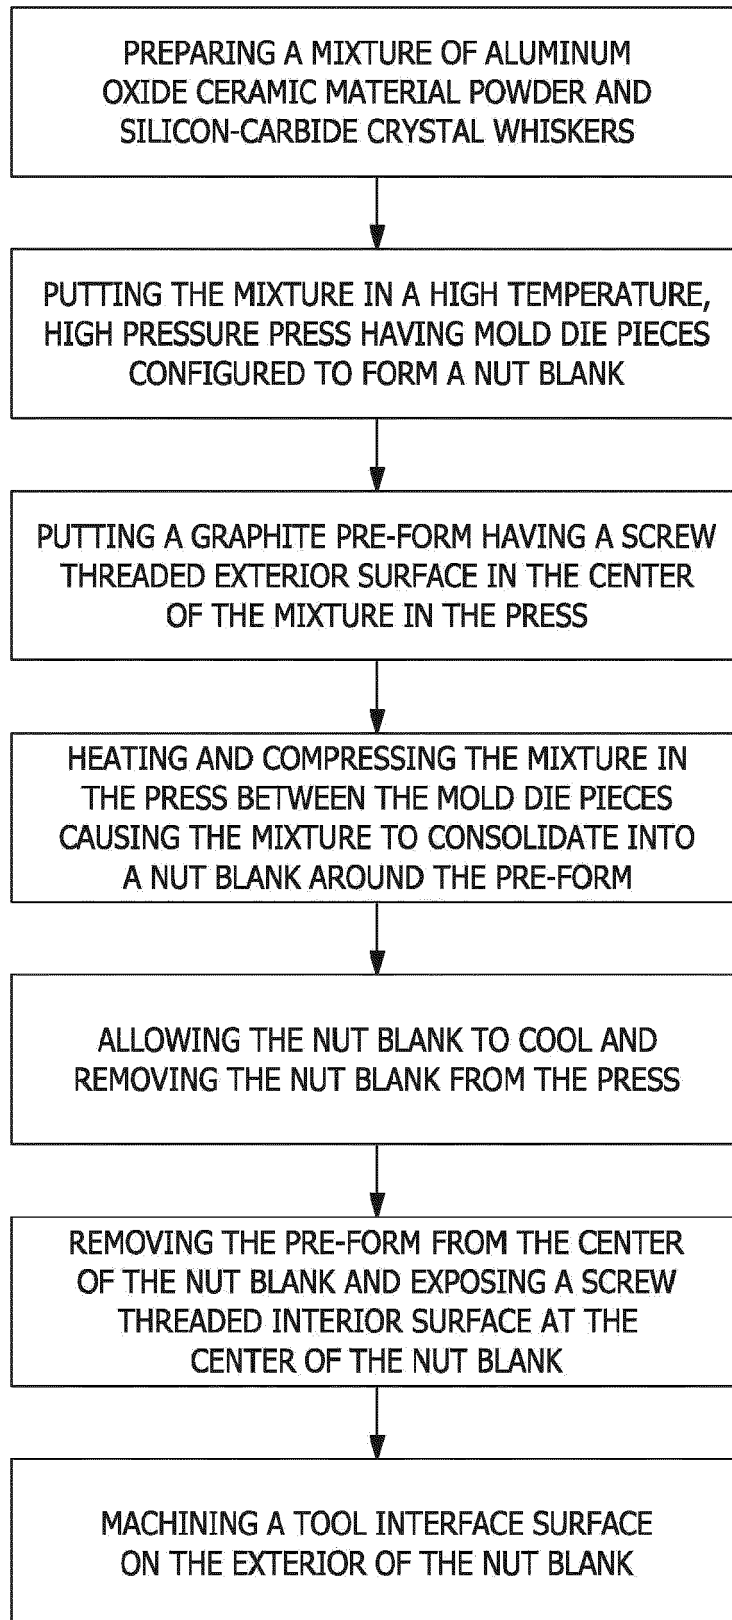 PREPARING A MIXTURE OF ALUMINUM
OXIDE CERAMIC MATERIAL POWDER AND
SILICON-CARBIDE CRYSTAL WHISKERS
PUTTING THE MIXTURE IN A HIGH TEMPERATURE,
HIGH PRESSURE PRESS HAVING MOLD DIE PIECES
CONFIGURED TO FORM A NUT BLANK
PUTTING A GRAPHITE PRE-FORM HAVING A SCREW
THREADED EXTERIOR SURFACE IN THE CENTER
OF THE MIXTURE IN THE PRESS
HEATING AND COMPRESSING THE MIXTURE IN
THE PRESS BETWEEN THE MOLD DIE PIECES
CAUSING THE MIXTURE TO CONSOLIDATE INTO
A NUT BLANK AROUND THE PRE-FORM
ALLOWING THE NUT BLANK TO COOL AND
REMOVING THE NUT BLANK FROM THE PRESS
REMOVING THE PRE-FORM FROM THE CENTER
OF THE NUT BLANK AND EXPOSING A SCREW
THREADED INTERIOR SURFACE AT THE
CENTER OF THE NUT BLANK
MACHINING A TOOL INTERFACE SURFACE
ON THE EXTERIOR OF THE NUT BLANK